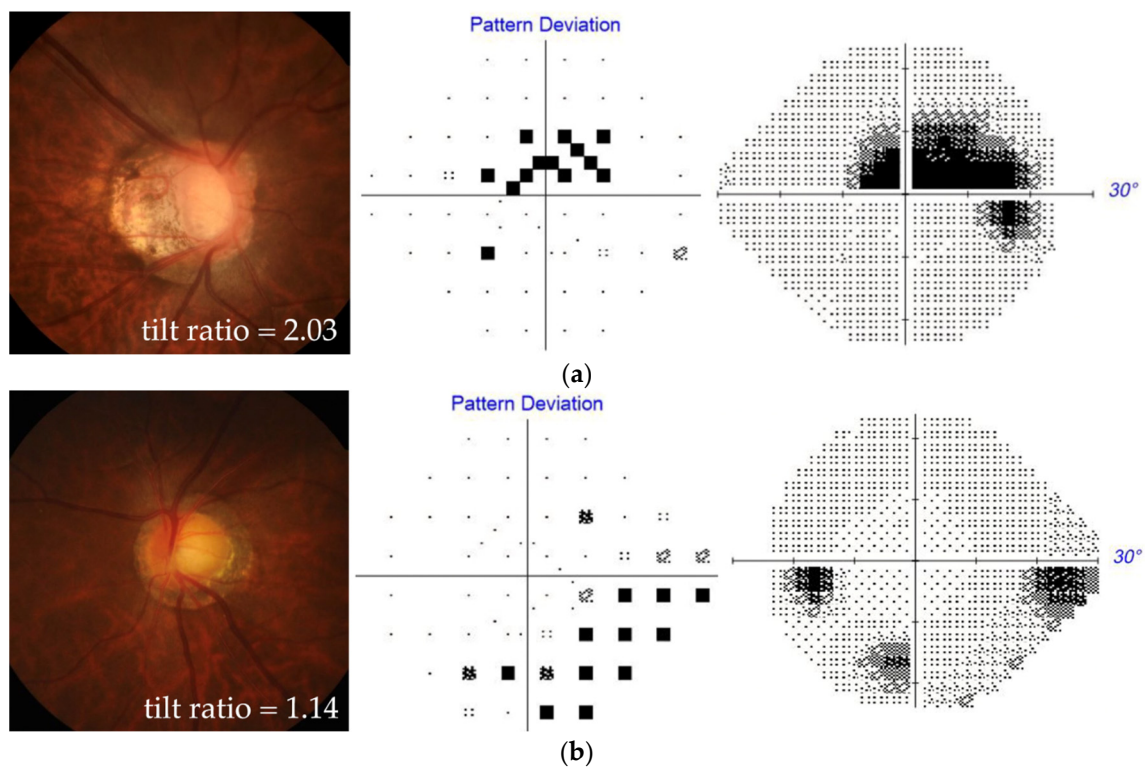 Pattern Deviation
30°
tilt ratio = 2.03
(a)
Pattern Deviation
30°
tilt ratio = 1.14
(b)